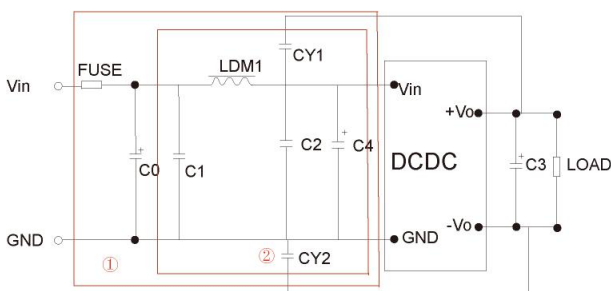 CY1
FUSE
LDM1
Vin
Vin
+Vo
C0
+
C1
C2
+
C4
DCDC
+
C3
LOAD
GND
GND
-Vo
①
②
CY2